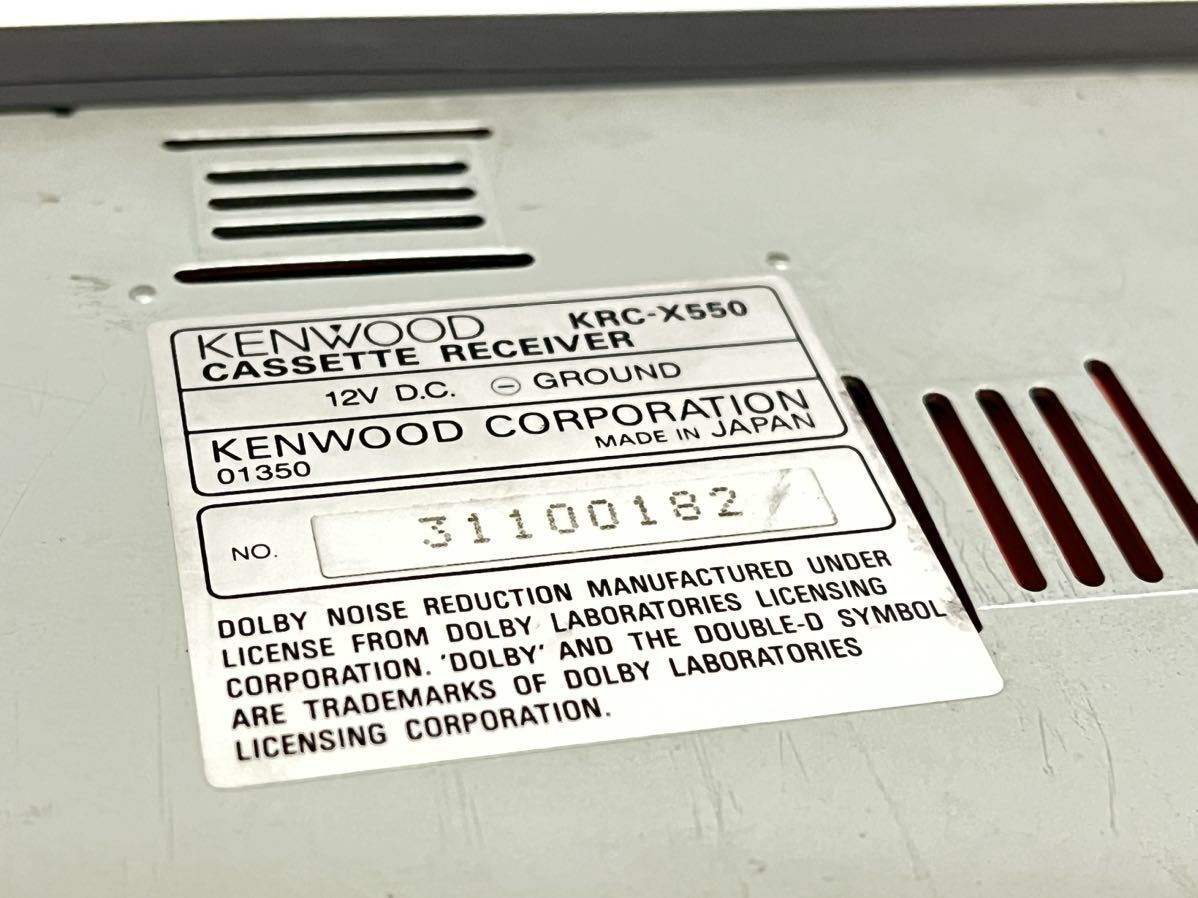 KENWOOD KRC-X550
CASSETTE RECEIVER
12V D.C. ⊖ GROUND
KENWOOD CORPORATION
01350 MADE IN JAPAN
NO. 31100182
DOLBY NOISE REDUCTION MANUFACTURED UNDER
LICENSE FROM DOLBY LABORATORIES LICENSING
CORPORATION. 'DOLBY' AND THE DOUBLE-D SYMBOL
ARE TRADEMARKS OF DOLBY LABORATORIES
LICENSING CORPORATION.